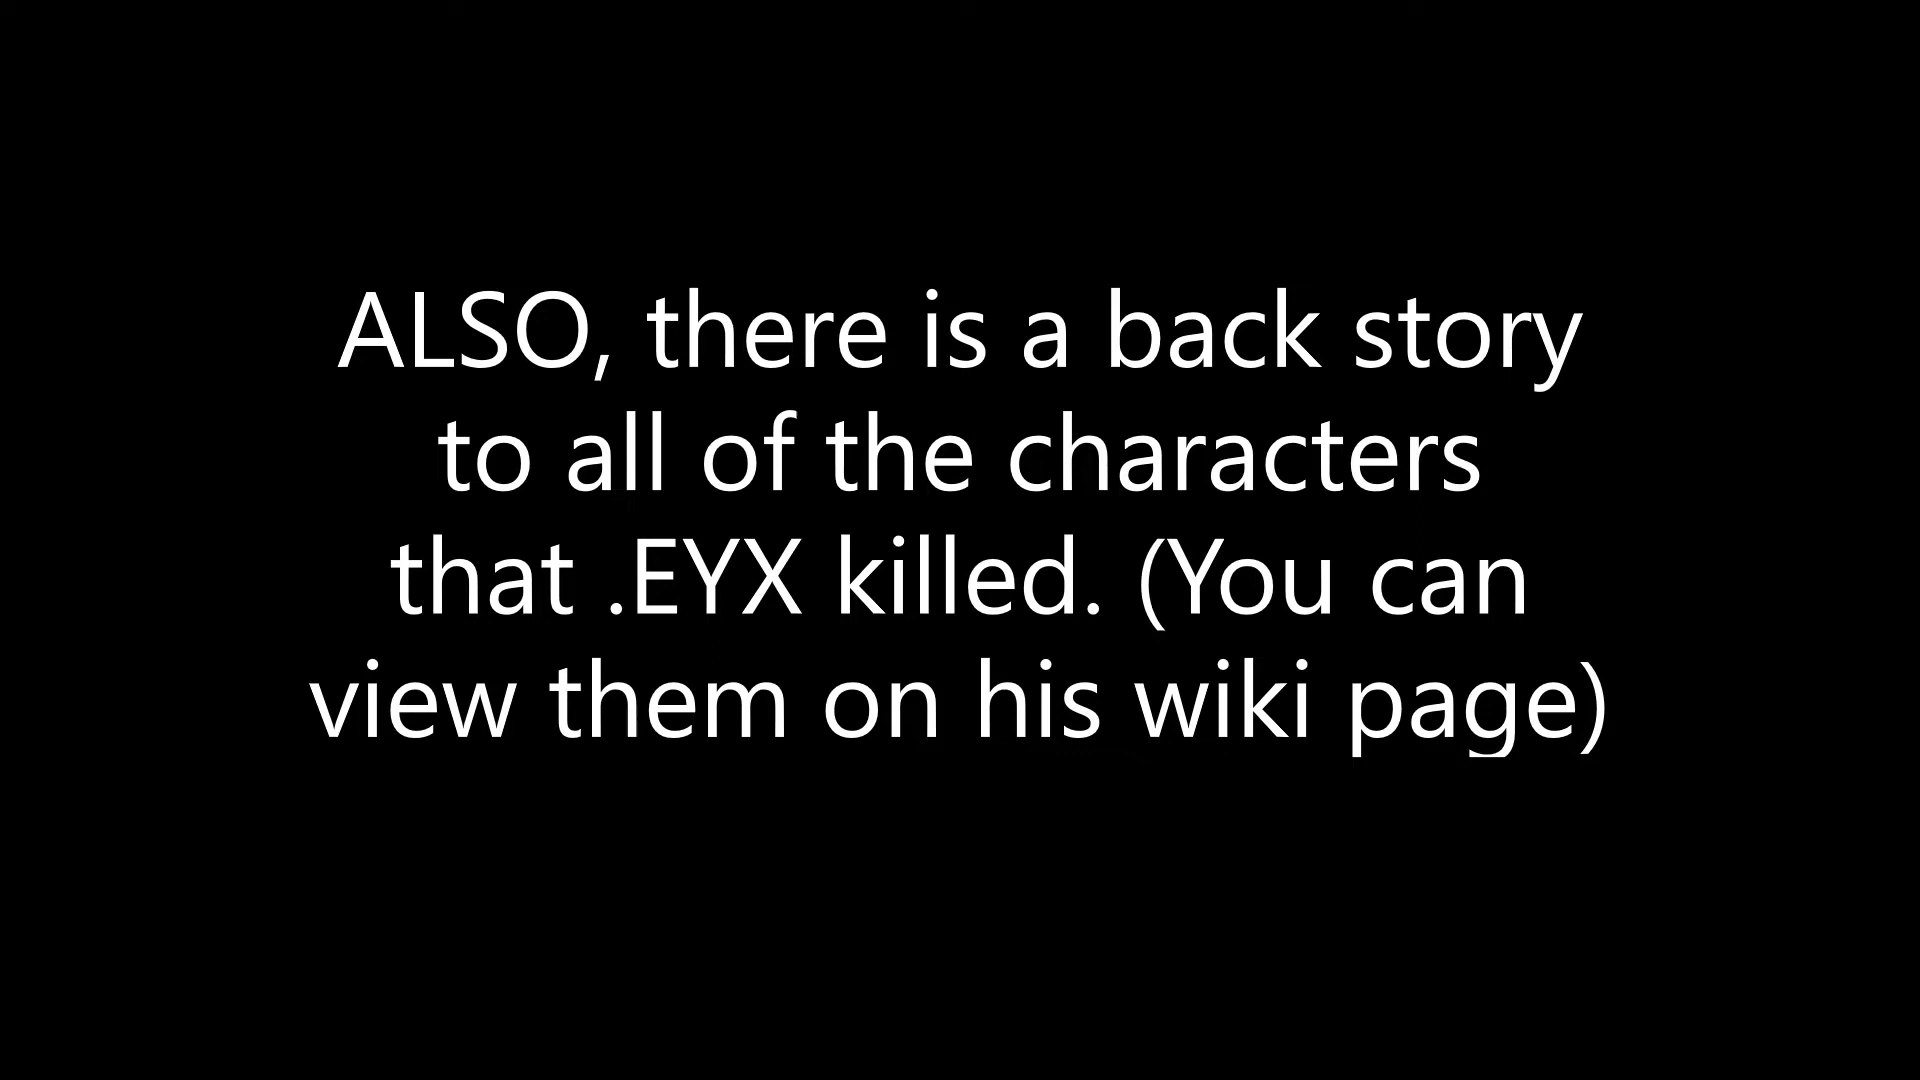 ALSO, there is a back story
to all of the characters
that .EYX killed. (You can
view them on his wiki page)